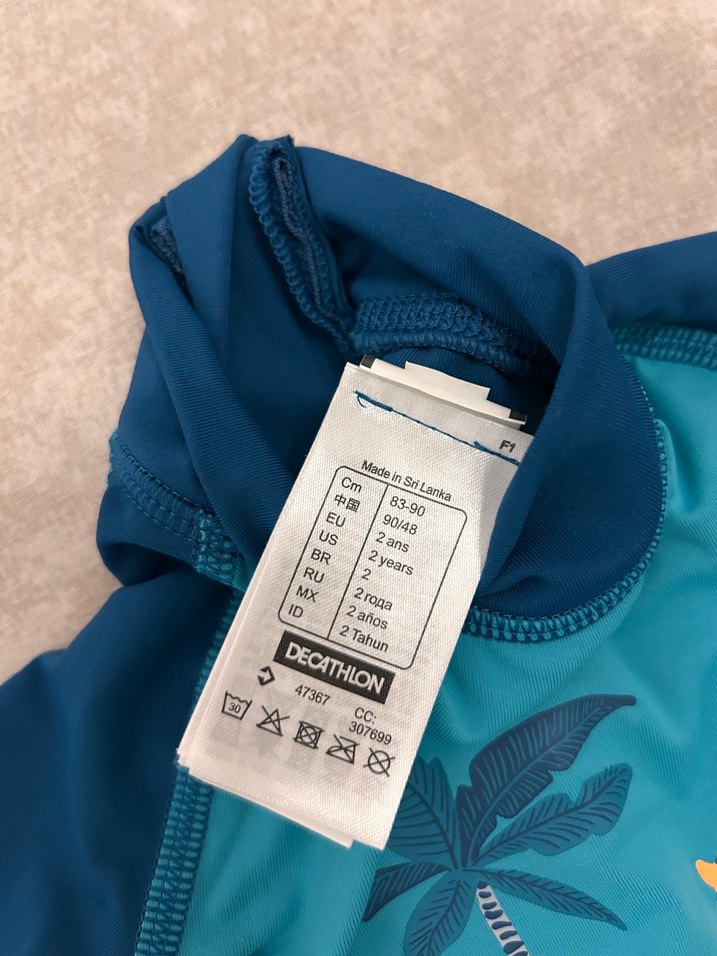 F1
Made in Sri Lanka
Cm 83-90
中国 90/48
EU 2 ans
US 2 years
BR 2
RU 2 года
MX 2 años
ID 2 Tahun
DECATHLON
47367 CC:
307699
30